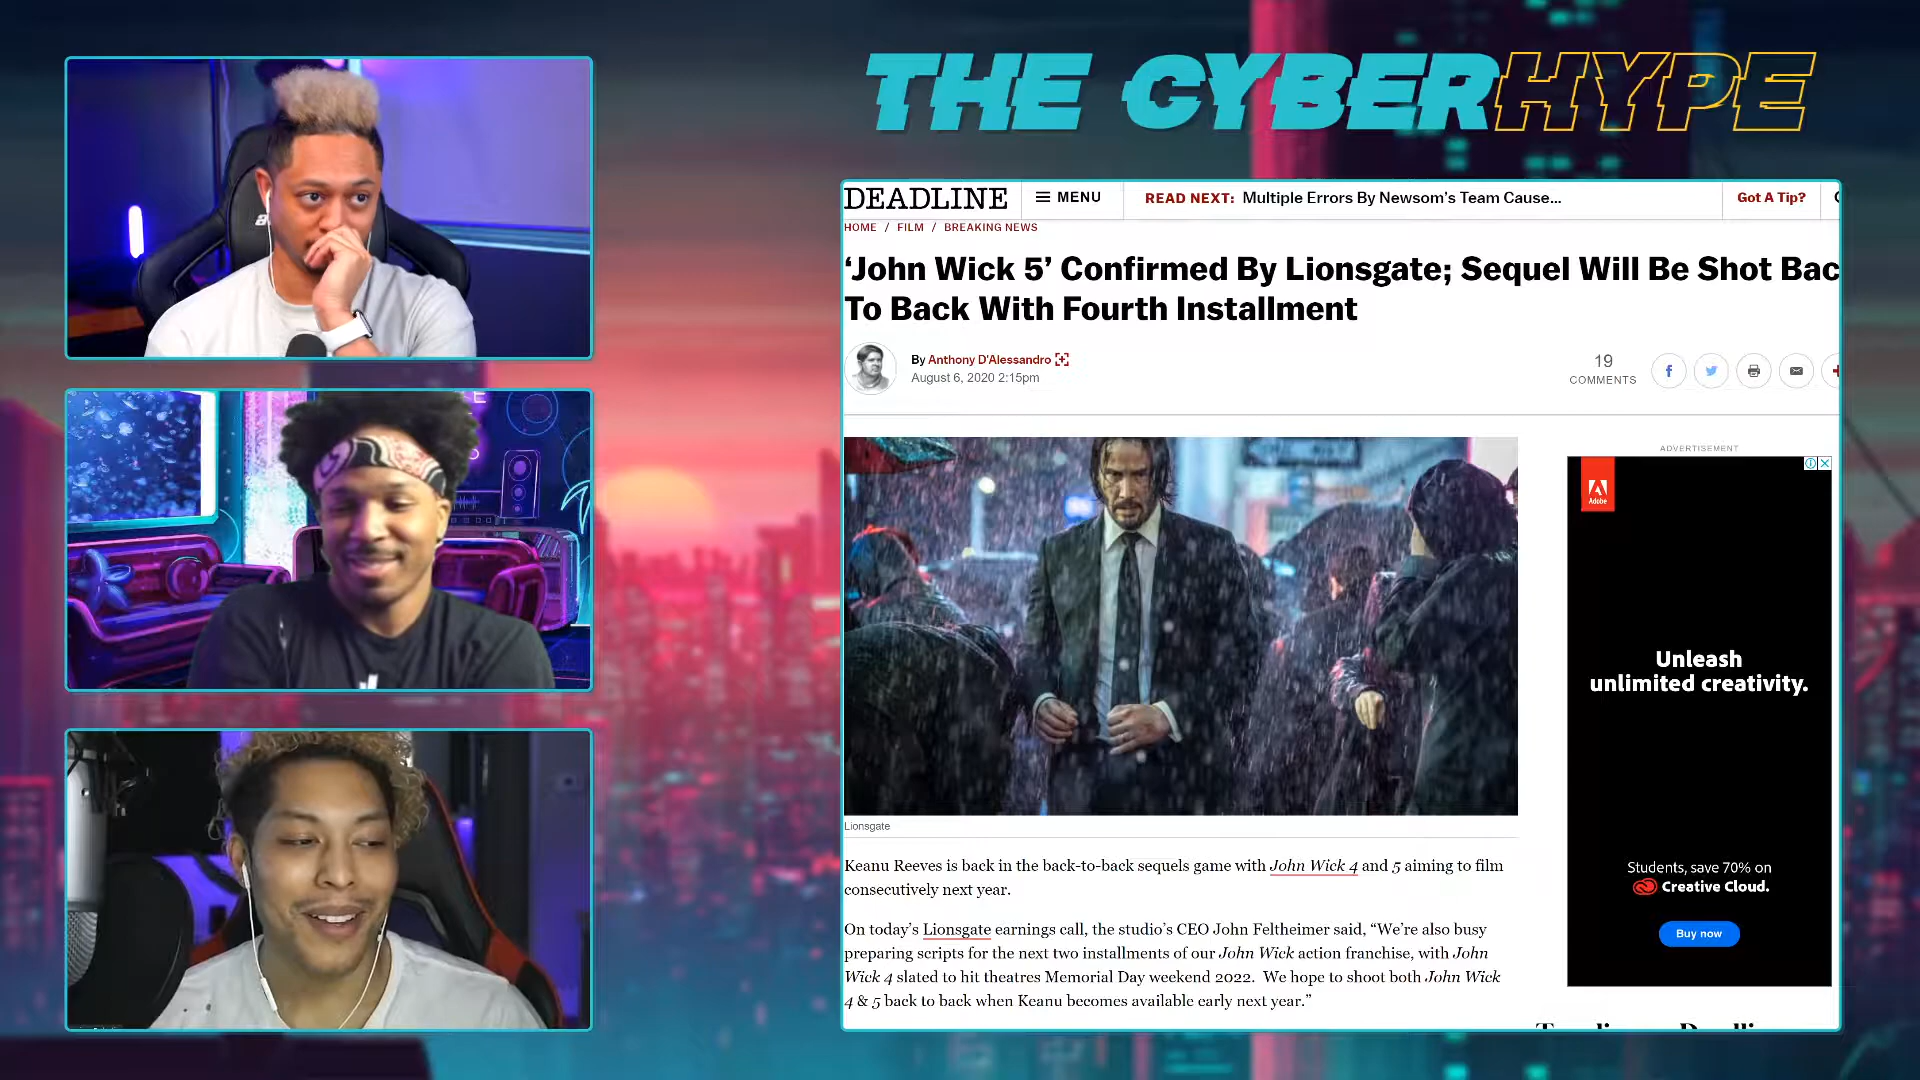 THE CYBERHYPE
DEADLINE
MENU
READ NEXT: Multiple Errors By Newsom’s Team Cause...
Got A Tip?
HOME / FILM / BREAKING NEWS
‘John Wick 5’ Confirmed By Lionsgate; Sequel Will Be Shot Bac
To Back With Fourth Installment
By Anthony D'Alessandro
August 6, 2020 2:15pm
19
COMMENTS
ADVERTISEMENT
Adobe
Unleash
unlimited creativity.
Students, save 70% on
Creative Cloud.
Buy now
Lionsgate
Keanu Reeves is back in the back-to-back sequels game with John Wick 4 and 5 aiming to film
consecutively next year.
On today’s Lionsgate earnings call, the studio’s CEO John Feltheimer said, “We’re also busy
preparing scripts for the next two installments of our John Wick action franchise, with John
Wick 4 slated to hit theatres Memorial Day weekend 2022. We hope to shoot both John Wick
4 & 5 back to back when Keanu becomes available early next year.”